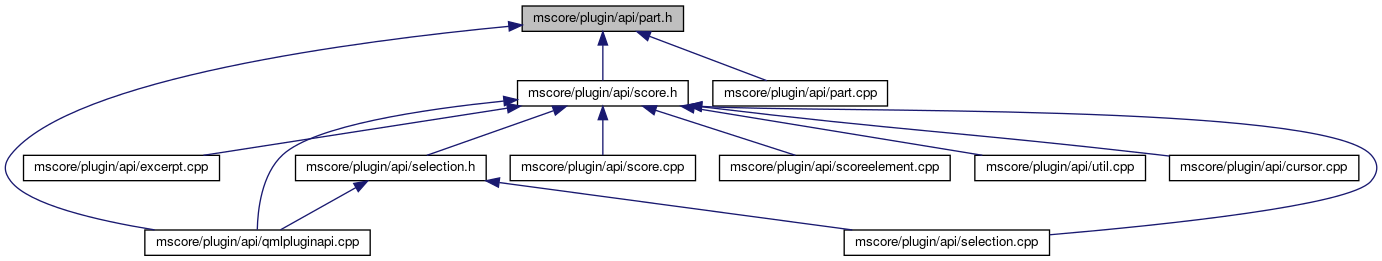 mscore/plugin/api/part.h
mscore/plugin/api/score.h
mscore/plugin/api/part.cpp
mscore/plugin/api/excerpt.cpp
mscore/plugin/api/selection.h
mscore/plugin/api/score.cpp
mscore/plugin/api/scoreelement.cpp
mscore/plugin/api/util.cpp
mscore/plugin/api/cursor.cpp
mscore/plugin/api/qmlpluginapi.cpp
mscore/plugin/api/selection.cpp